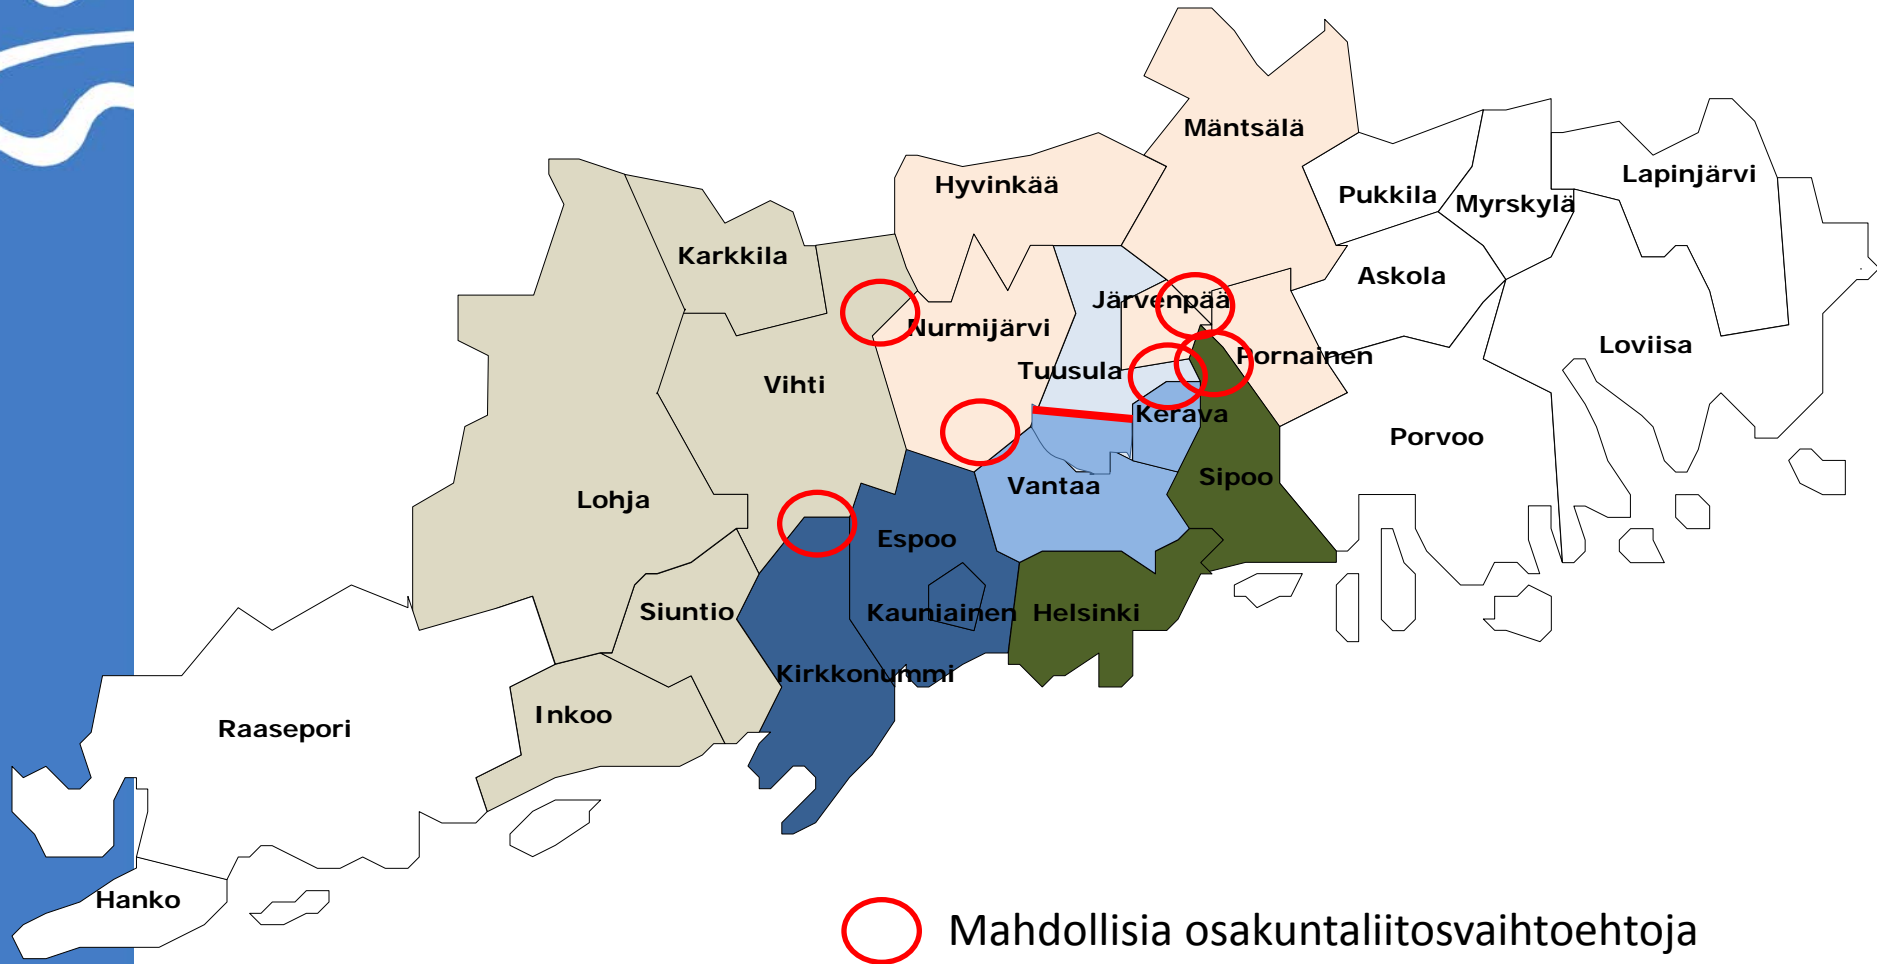 Mäntsälä
Lapinjärvi
Hyvinkää
Pukkila
Myrskylä
Karkkila
Askola
Järvenpää
Nurmijärvi
Loviisa
Pornainen
Tuusula
Vihti
Kerava
Porvoo
Sipoo
Vantaa
Lohja
Espoo
Siuntio
Kauniainen
Helsinki
Kirkkonummi
Inkoo
Raasepori
Hanko
Mahdollisia osakuntaliitosvaihtoehtoja